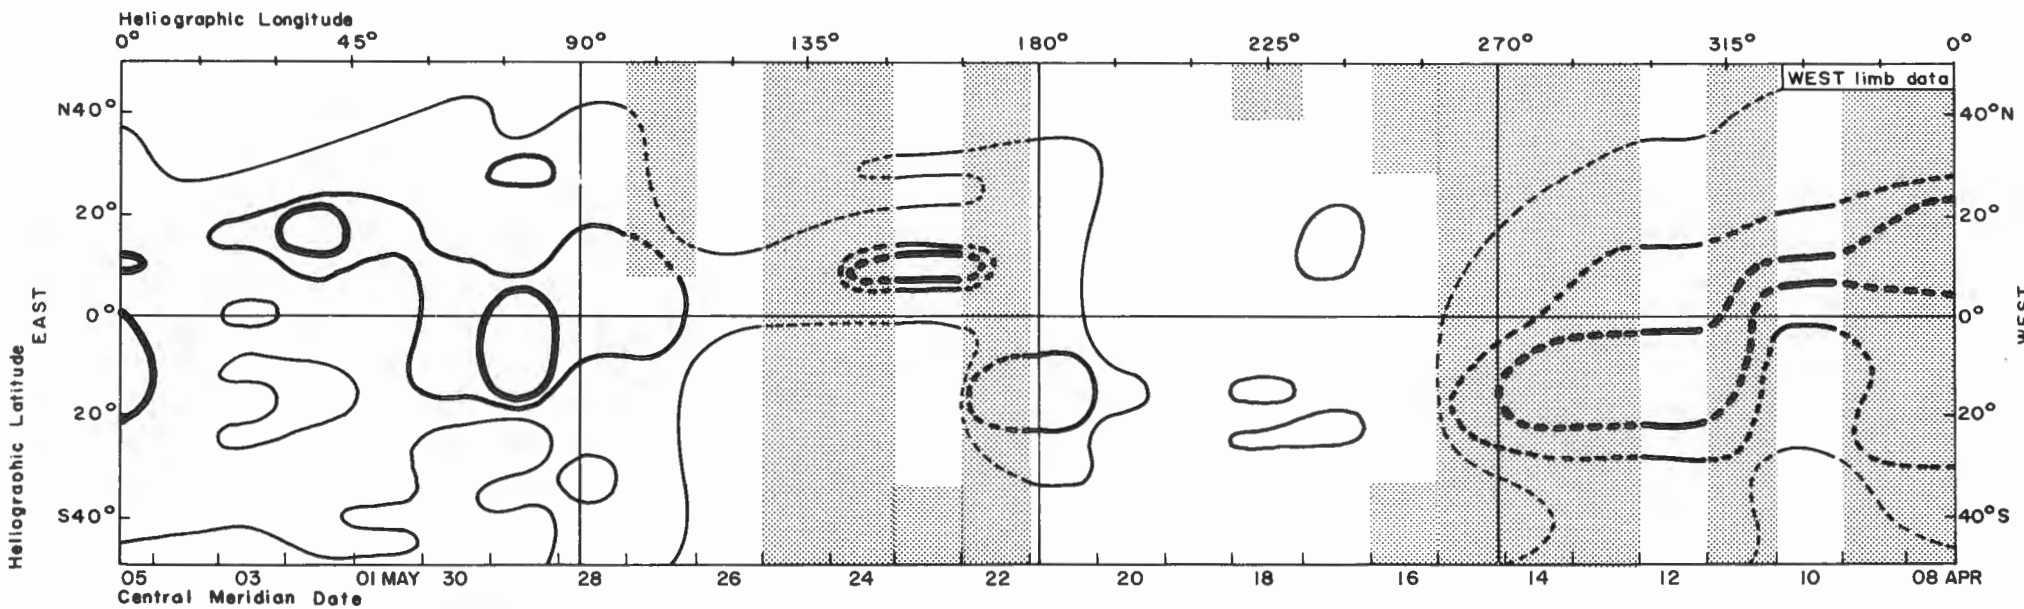 Heliographic Longitude
0° 45° 90° 135° 180° 225° 270° 315° 0°
WEST limb data
N40° 40°N
20° 20°
0° 0°
20° 20°
S40° 40°S
EAST
WEST
Heliographic Latitude
05 03 01 MAY 30 28 26 24 22 20 18 16 14 12 10 08 APR
Central Meridian Date